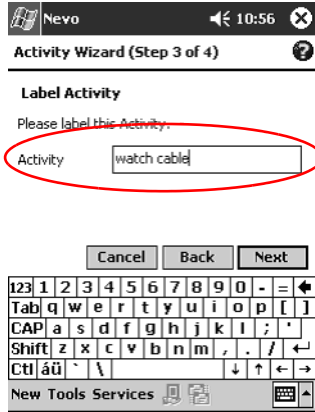 Nevo 10:56
Activity Wizard (Step 3 of 4)
Label Activity
Please label this Activity:
Activity watch cable
Cancel Back Next
123 1 2 3 4 5 6 7 8 9 0 - =
Tab q w e r t y u i o p [ ]
CAP a s d f g h j k l ; '
Shift z x c v b n m , . /
Ctl áü ` \
New Tools Services